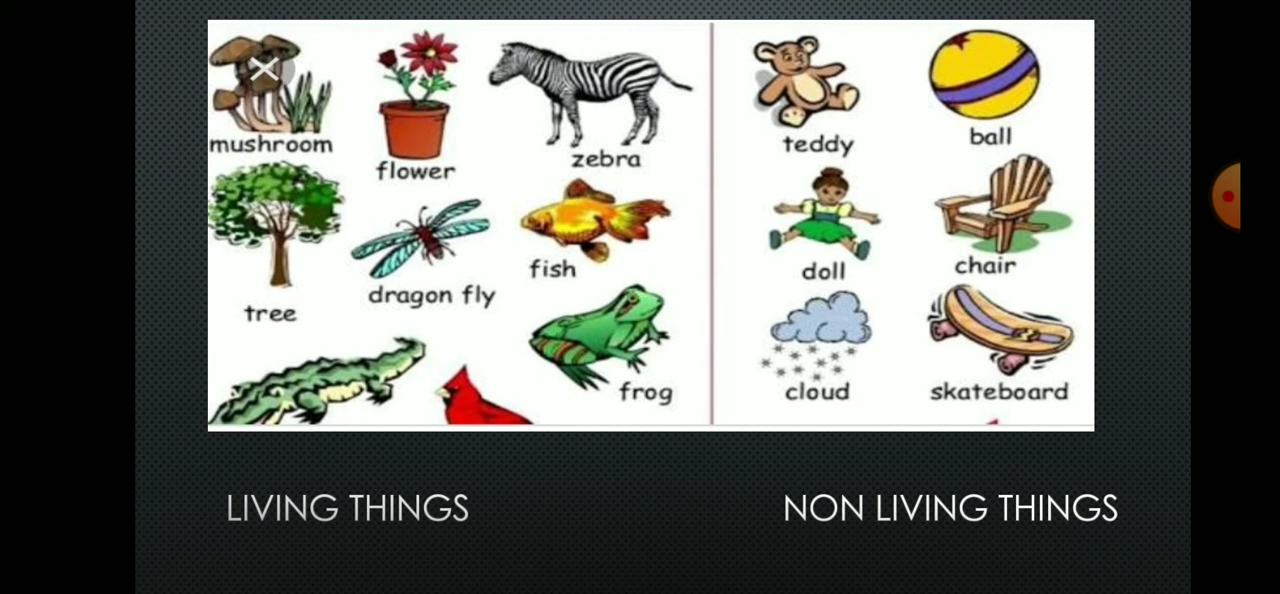 mushroom
flower
zebra
teddy
ball
tree
dragon fly
fish
doll
chair
frog
cloud
skateboard
LIVING THINGS
NON LIVING THINGS